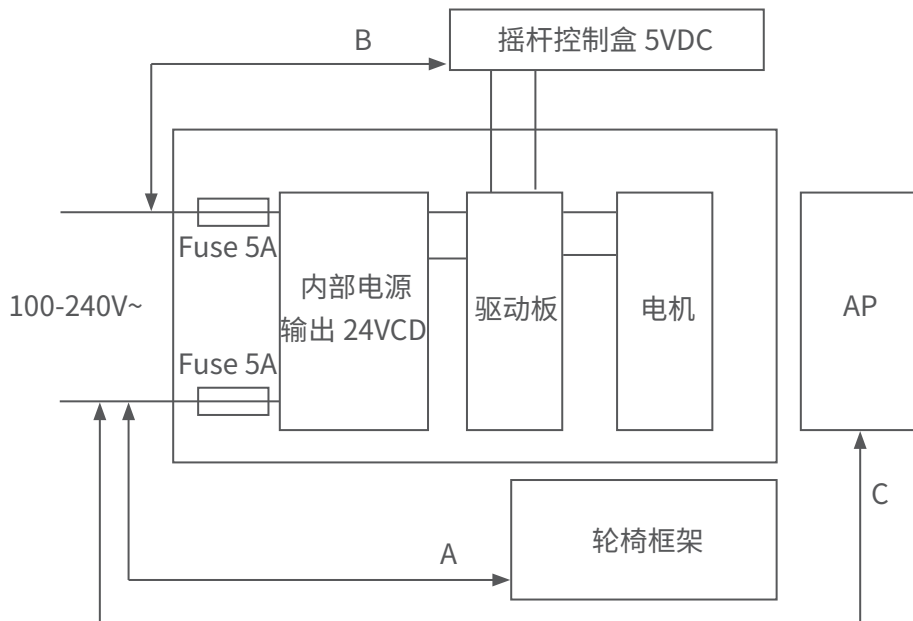 B
摇杆控制盒 5VDC
Fuse 5A
100-240V~
内部电源
输出 24VCD
驱动板
电机
AP
Fuse 5A
C
轮椅框架
A